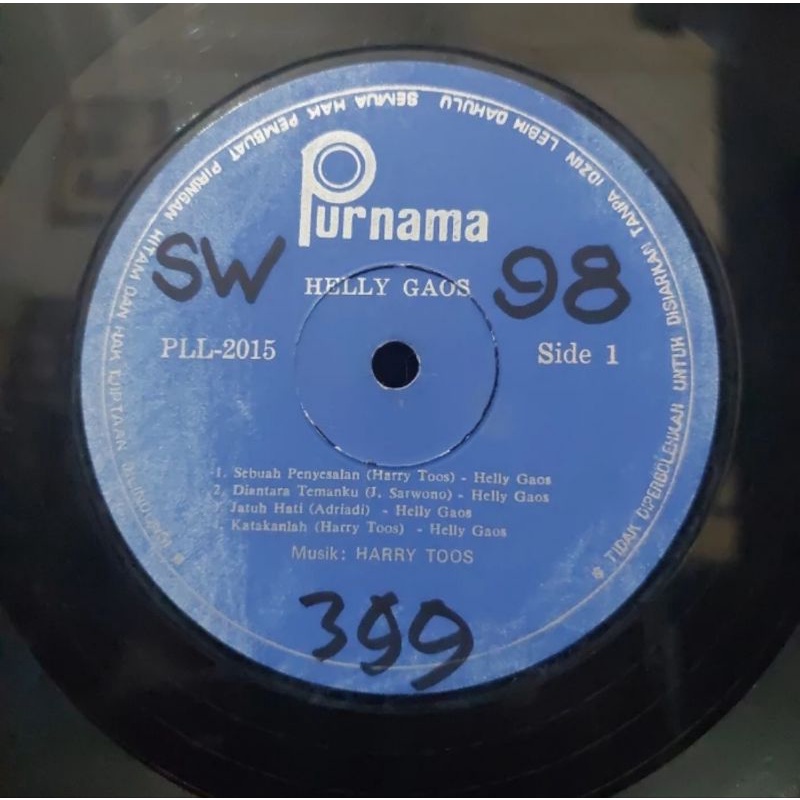 SEMUA HAK PEMBUAT PIRINGAN HITAM DAN HAK CIPTAAN
TIDAK DIPERBOLEHKAN UNTUK DISIARKAN TANPA IDZIN LEBIH DAHULU
Purnama
SW
HELLY GAOS
98
PLL-2015
Side 1
1. Sebuah Penyesalan (Harry Toos) - Helly Gaos
2. Diantara Temanku (J. Sarwono) - Helly Gaos
Jatuh Hati (Adriadi) - Helly Gaos
Katakanlah (Harry Toos) - Helly Gaos
Musik: HARRY TOOS
399